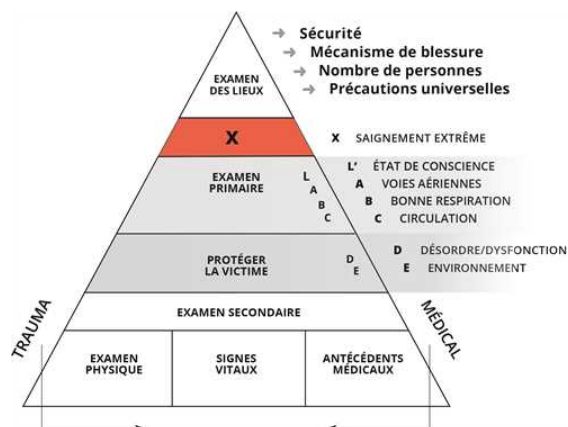 Sécurité
Mécanisme de blessure
Nombre de personnes
Précautions universelles
EXAMEN
DES LIEUX
X
X SAIGNEMENT EXTRÊME
EXAMEN
PRIMAIRE
L
A
B
C
L' ÉTAT DE CONSCIENCE
A VOIES AÉRIENNES
B BONNE RESPIRATION
C CIRCULATION
PROTÉGER
LA VICTIME
D
E
D DÉSORDRE/DYSFONCTION
E ENVIRONNEMENT
TRAUMA
EXAMEN SECONDAIRE
MÉDICAL
EXAMEN
PHYSIQUE
SIGNES
VITAUX
ANTÉCÉDENTS
MÉDICAUX